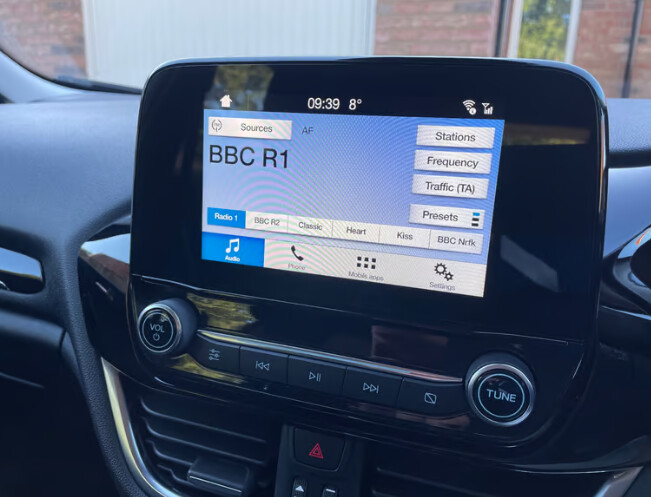 09:39 8°
Sources AF
Stations
BBC R1
Frequency
Traffic (TA)
Presets
Radio 1 BBC R2 Classic Heart Kiss BBC Nrfk
Audio Phone Mobile apps Settings
VOL
TUNE